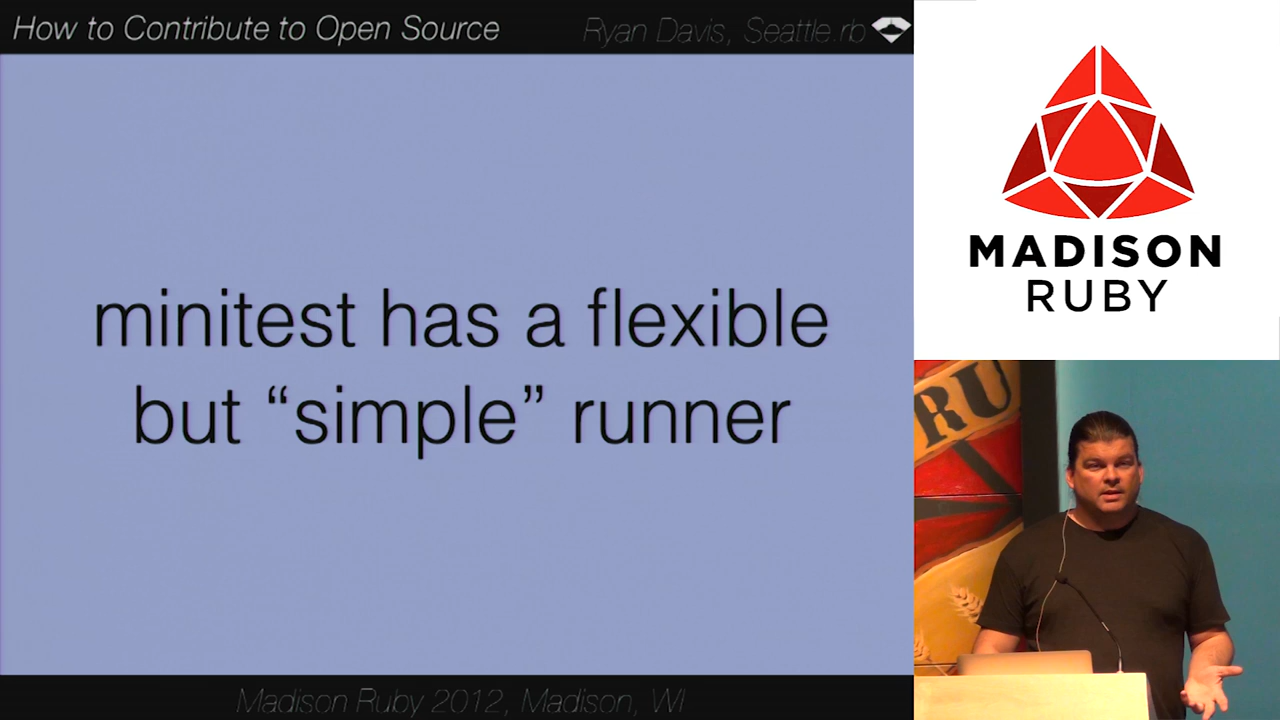 How to Contribute to Open Source
Ryan Davis, Seattle.rb
minitest has a flexible
but “simple” runner
Madison Ruby 2012, Madison, WI
MADISON
RUBY
RU